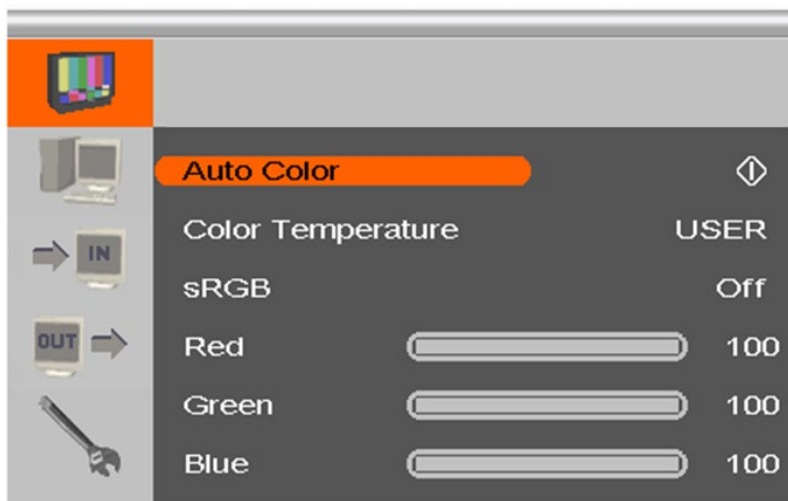 Auto Color
Color Temperature USER
IN
sRGB Off
OUT
Red 100
Green 100
Blue 100